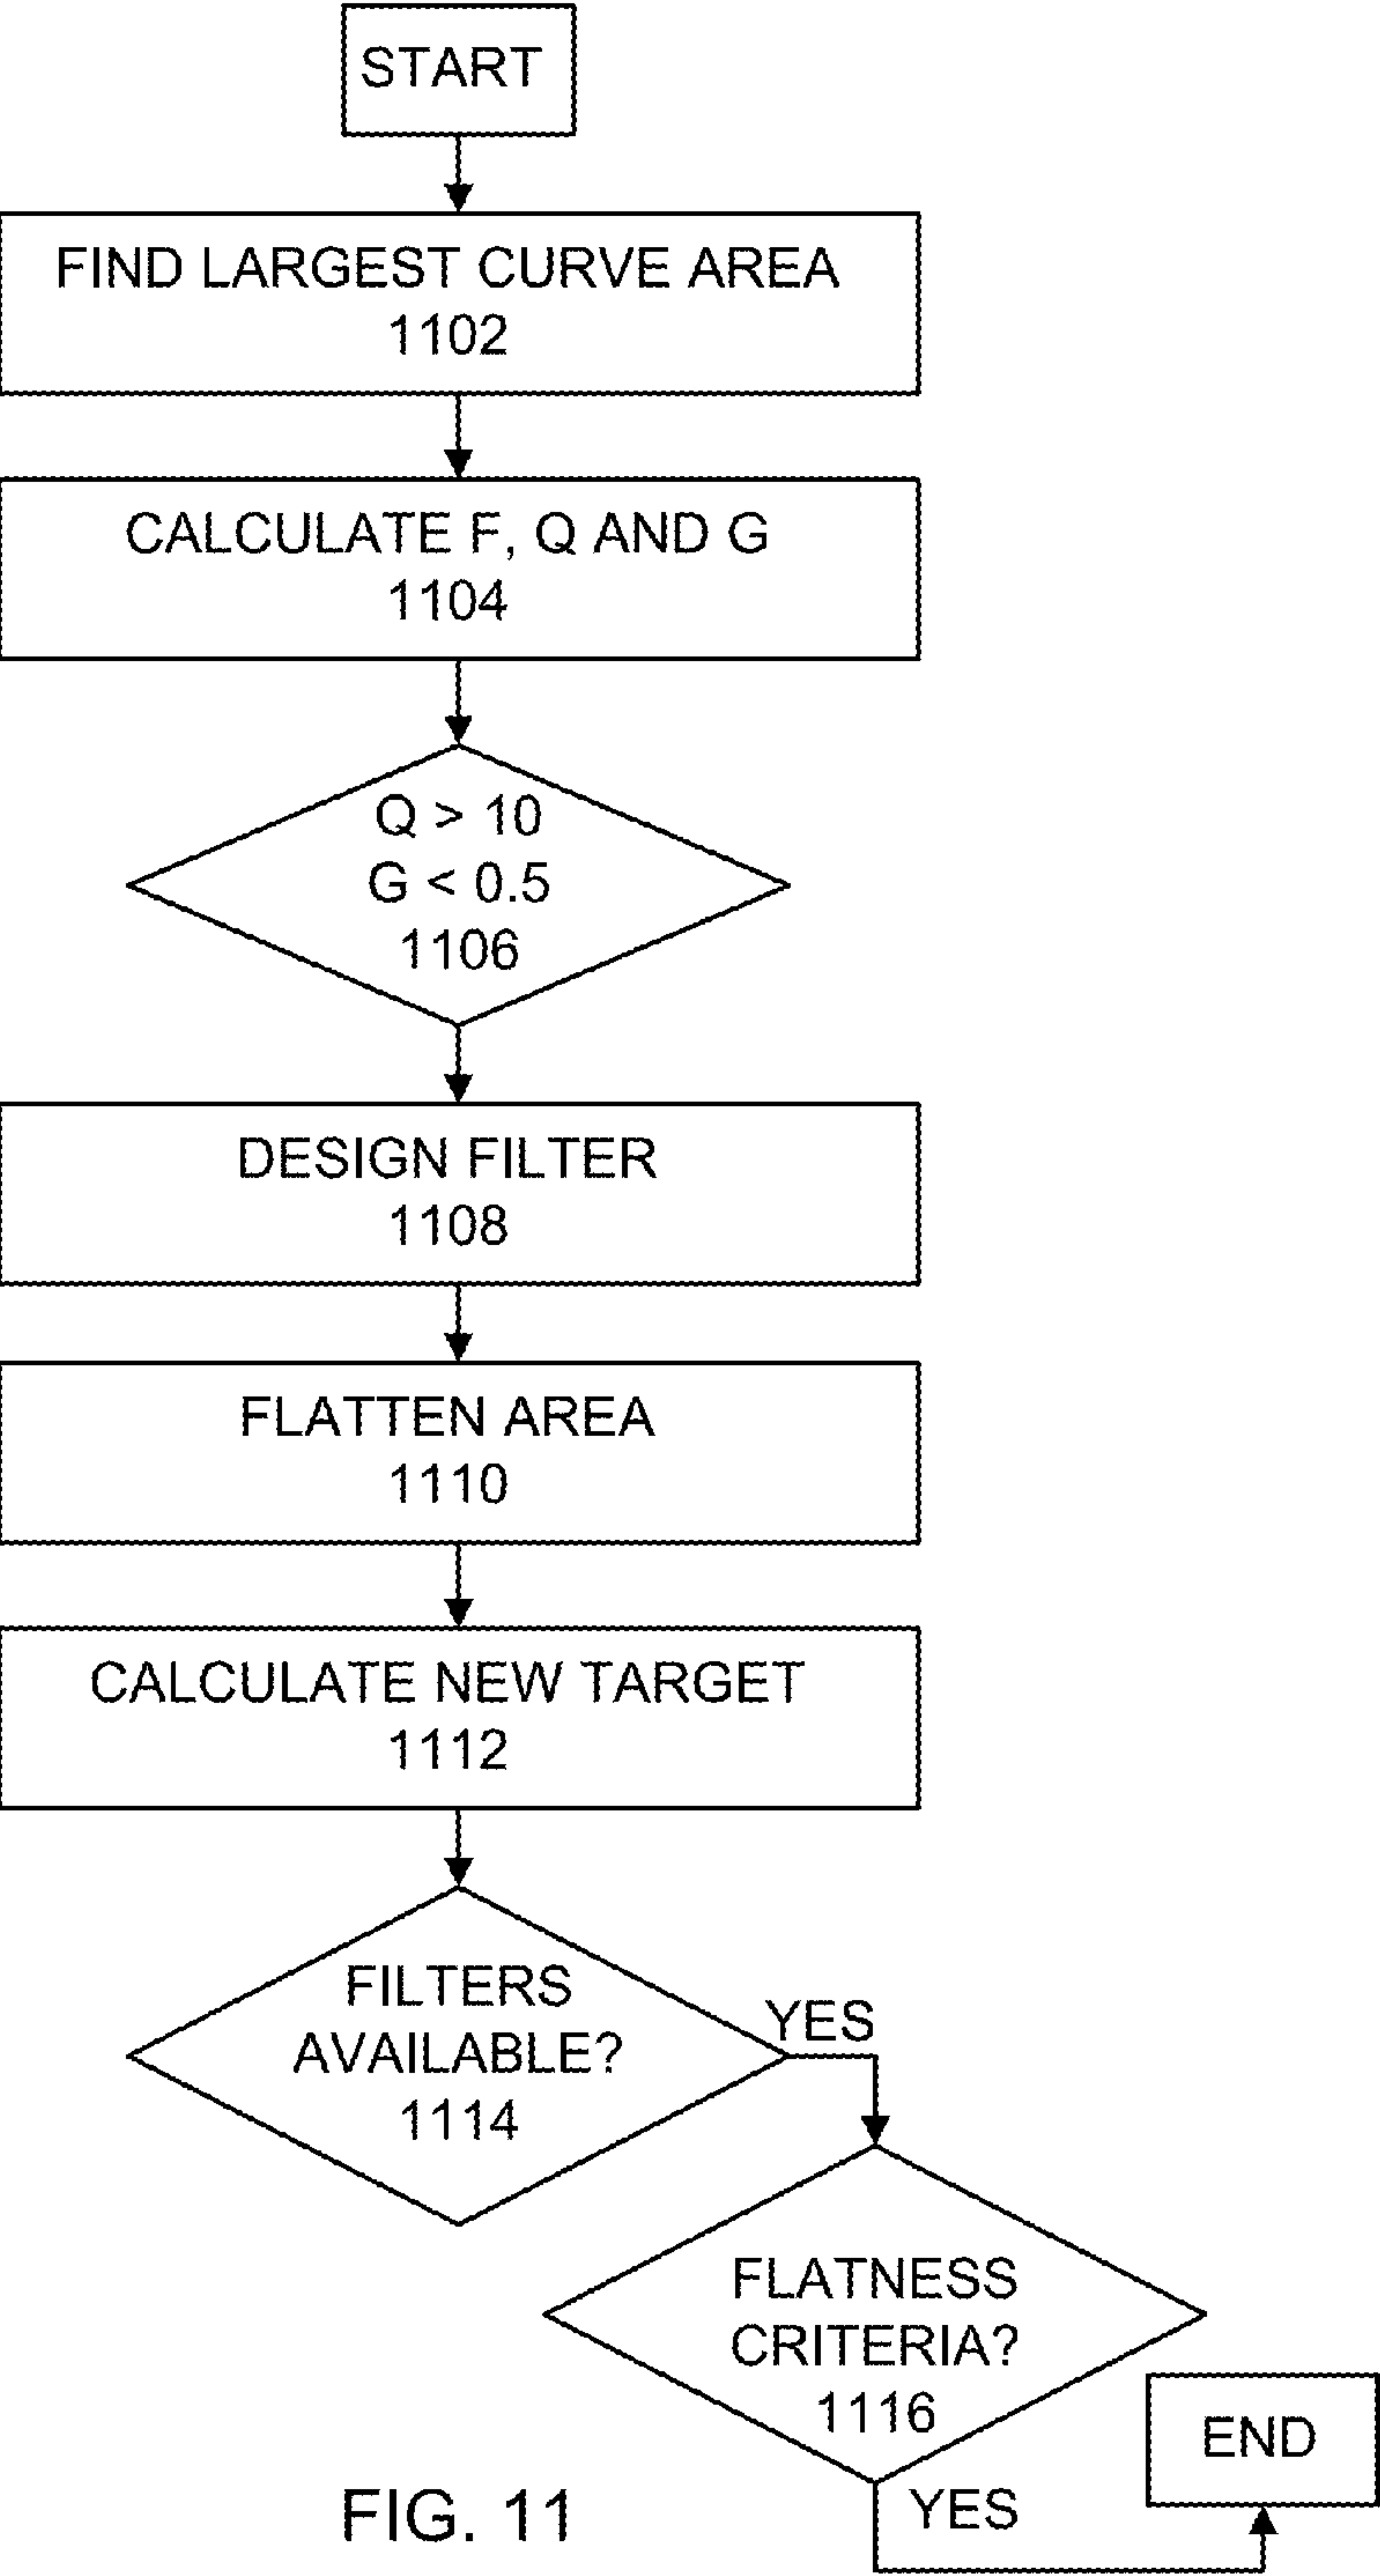 START
FIND LARGEST CURVE AREA
1102
CALCULATE F, Q AND G
1104
Q > 10
G < 0.5
1106
DESIGN FILTER
1108
FLATTEN AREA
1110
CALCULATE NEW TARGET
1112
FILTERS
AVAILABLE?
1114
YES
FLATNESS
CRITERIA?
1116
YES
END
FIG. 11